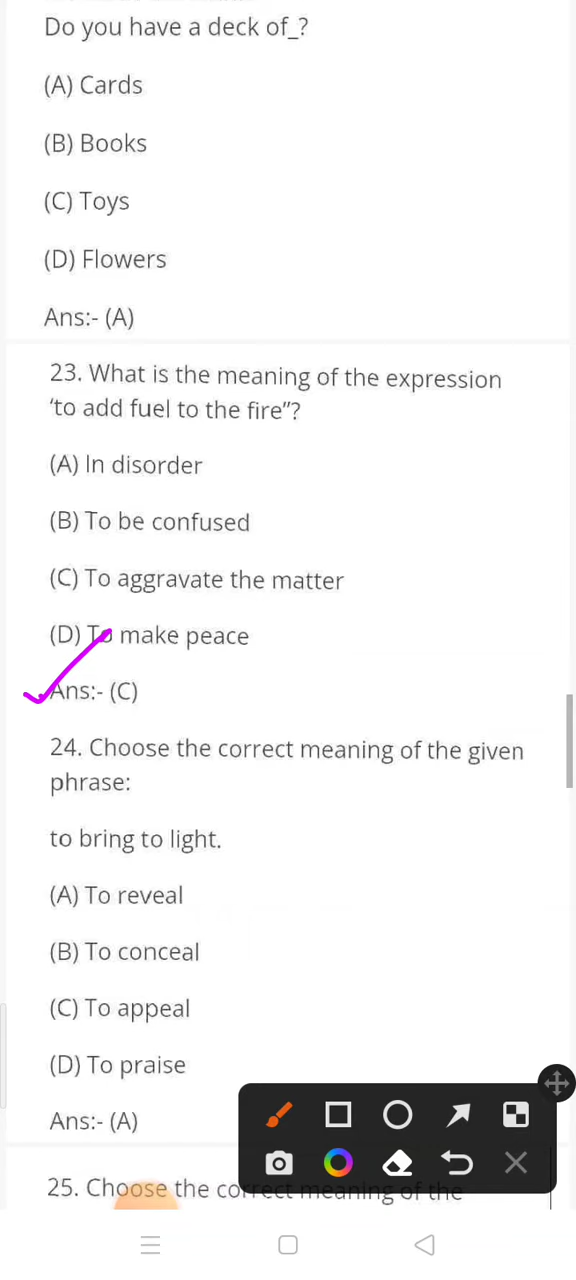 Do you have a deck of_?
(A) Cards
(B) Books
(C) Toys
(D) Flowers
Ans:- (A)
23. What is the meaning of the expression
‘to add fuel to the fire”?
(A) In disorder
(B) To be confused
(C) To aggravate the matter
(D) To make peace
Ans:- (C)
24. Choose the correct meaning of the given
phrase:
to bring to light.
(A) To reveal
(B) To conceal
(C) To appeal
(D) To praise
Ans:- (A)
25. Choose the correct meaning of the